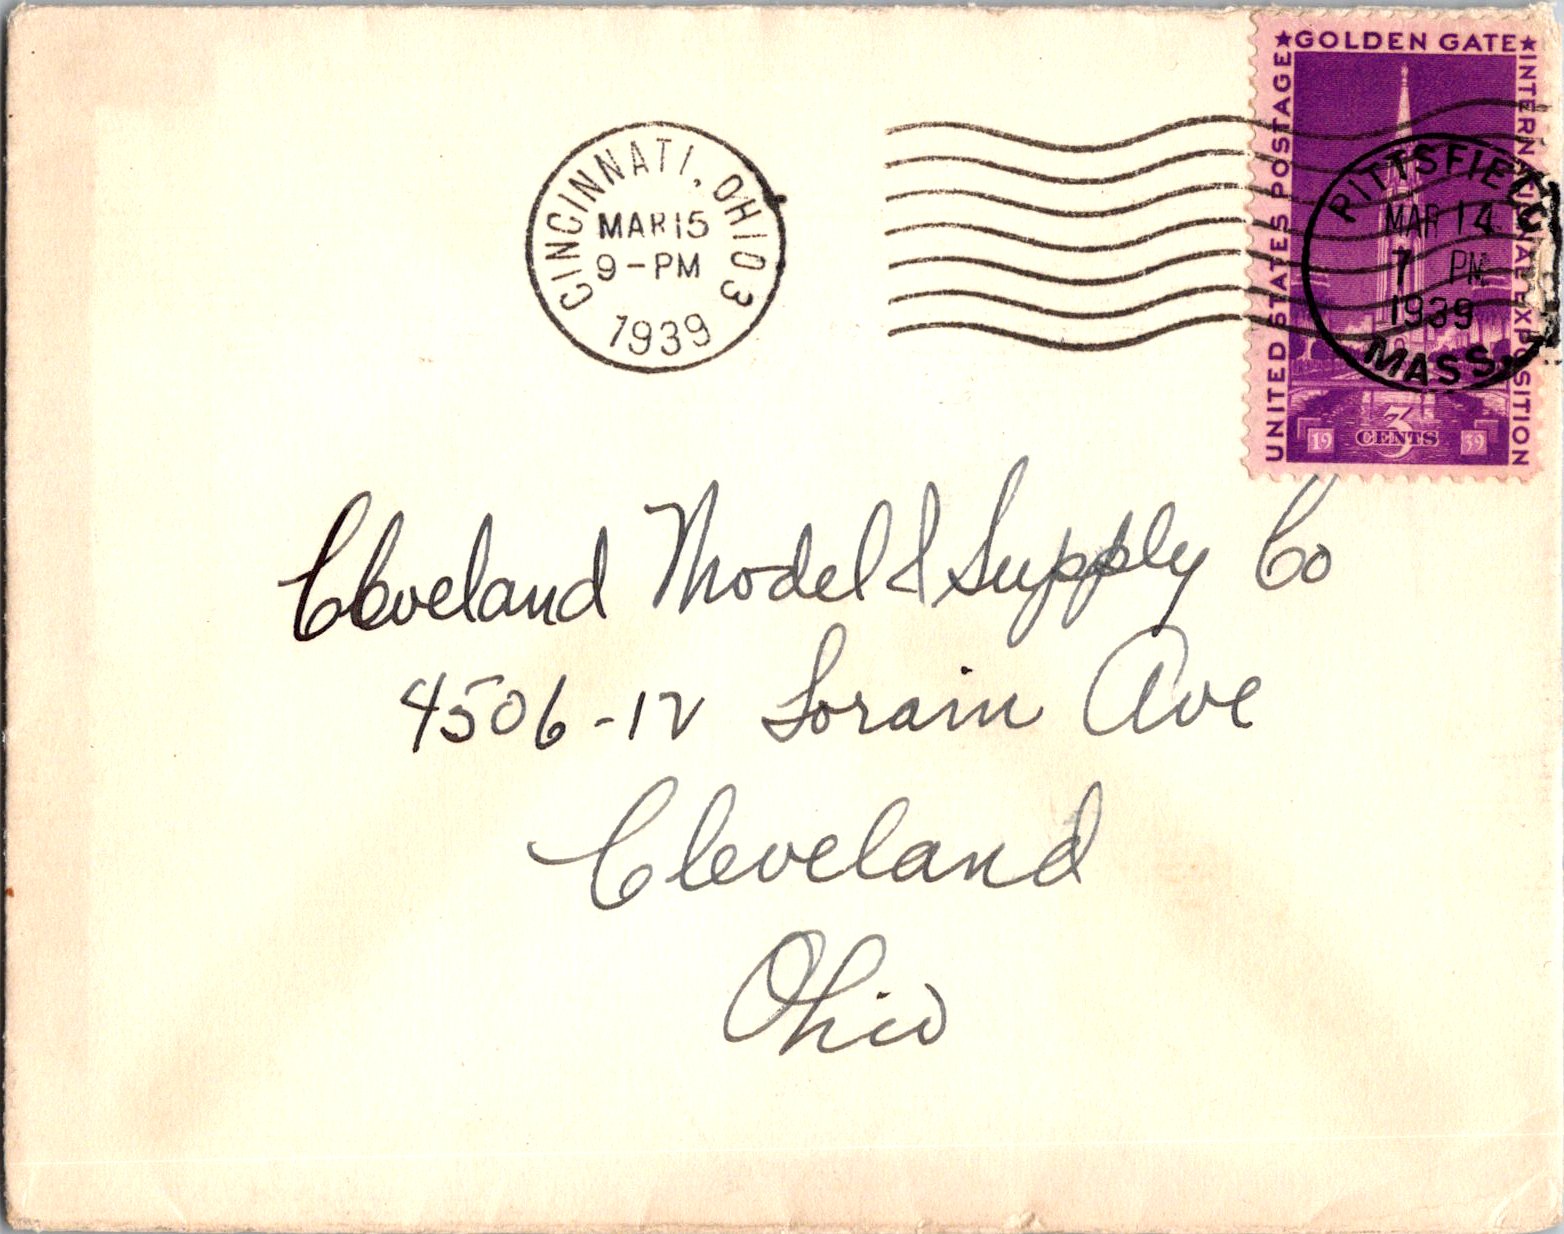 ★GOLDEN GATE★
UNITED STATES POSTAGE
INTERNATIONAL EXPOSITION
19 3 CENTS 39
PITTSFIELD
MAR 14
7 PM
1939
MASS.
CINCINNATI, OHIO 3
MAR 15
9-PM
1939
Cleveland Model & Supply Co
4506-12 Lorain Ave
Cleveland
Ohio